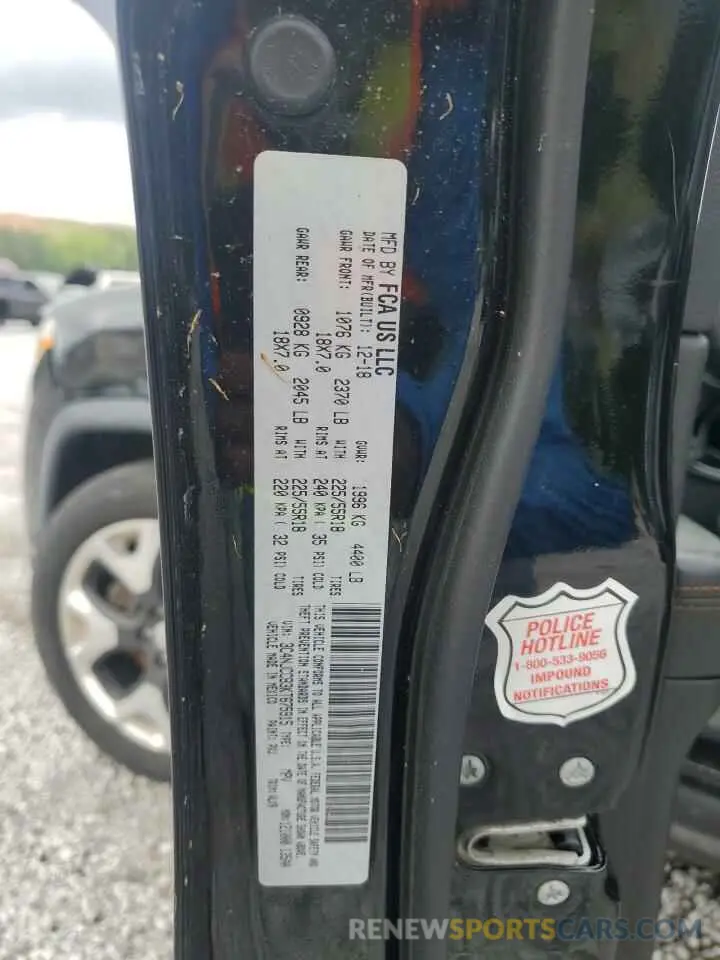 MFD BY FCA US LLC
DATE OF MFR(BUILT): 12-18
GVWR: 1996 KG 4400 LB
GAWR FRONT: 1076 KG 2370 LB WITH 225/55R18 TIRES
18X7.0 RIMS AT 240 KPA ( 35 PSI) COLD
GAWR REAR: 0928 KG 2045 LB WITH 225/55R18 TIRES
18X7.0 RIMS AT 220 KPA ( 32 PSI) COLD
THIS VEHICLE CONFORMS TO ALL APPLICABLE U.S.A. FEDERAL MOTOR VEHICLE SAFETY AND
THEFT PREVENTION STANDARDS IN EFFECT ON THE DATE OF MANUFACTURE SHOWN ABOVE.
VIN: 3C4NJCCB3KT675915 TYPE: MPV
VEHICLE MADE IN MEXICO PAINT:
POLICE
HOTLINE
1-800-533-9056
IMPOUND
NOTIFICATIONS
RENEWSPORTSCARS.COM